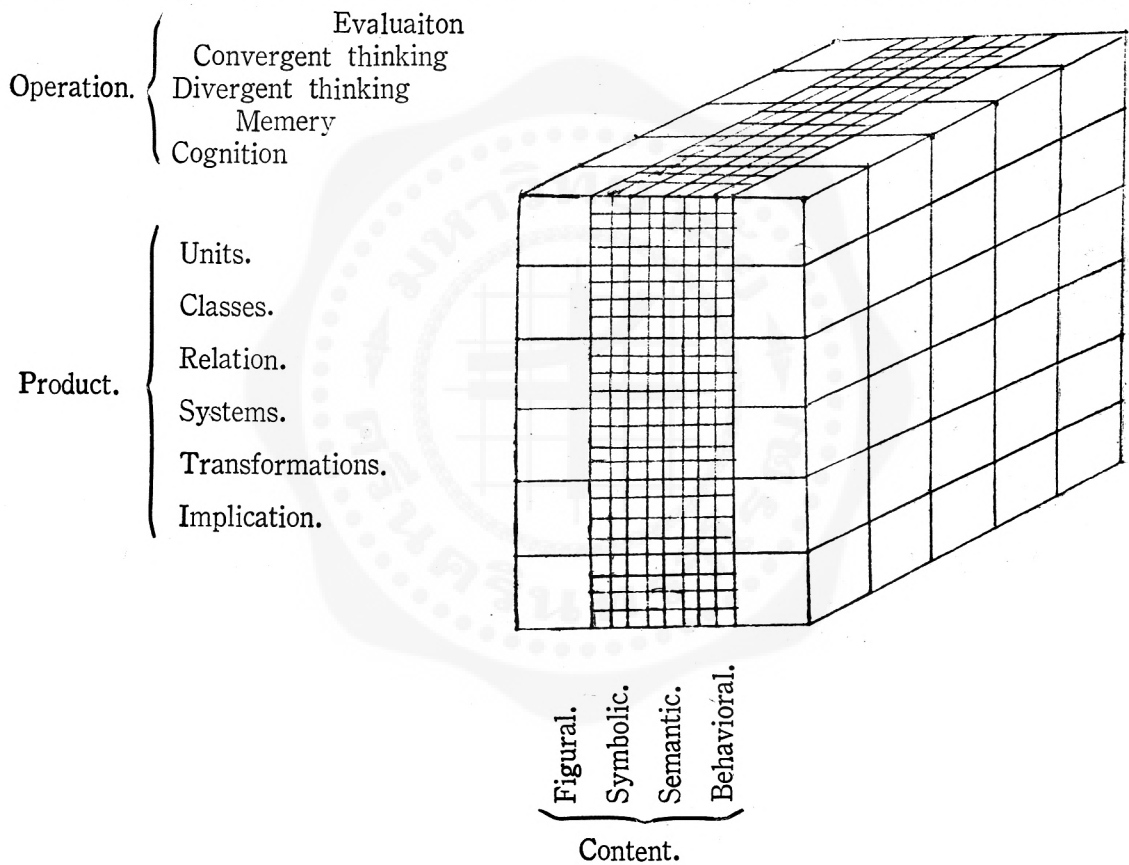 Evaluaiton
Convergent thinking
Operation.
Divergent thinking
Memery
Cognition
Units.
Classes.
Relation.
Product.
Systems.
Transformations.
Implication.
Figural.
Symbolic.
Semantic.
Behavioral.
Content.